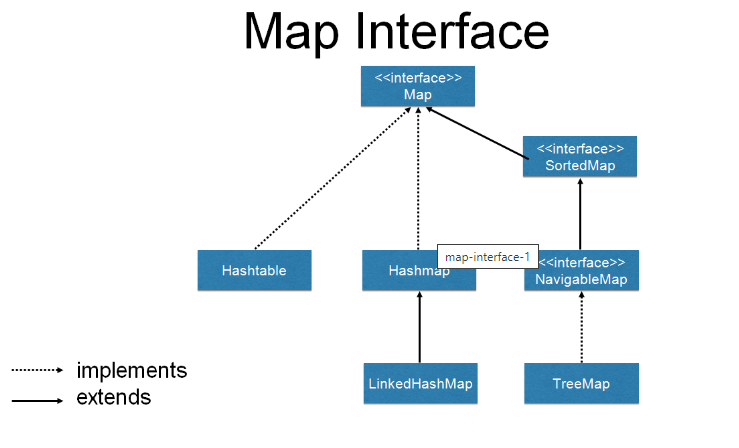 Map Interface
<<interface>>
Map
<<interface>>
SortedMap
Hashtable
Hashmap
map-interface-1
<<interface>>
NavigableMap
LinkedHashMap
TreeMap
implements
extends